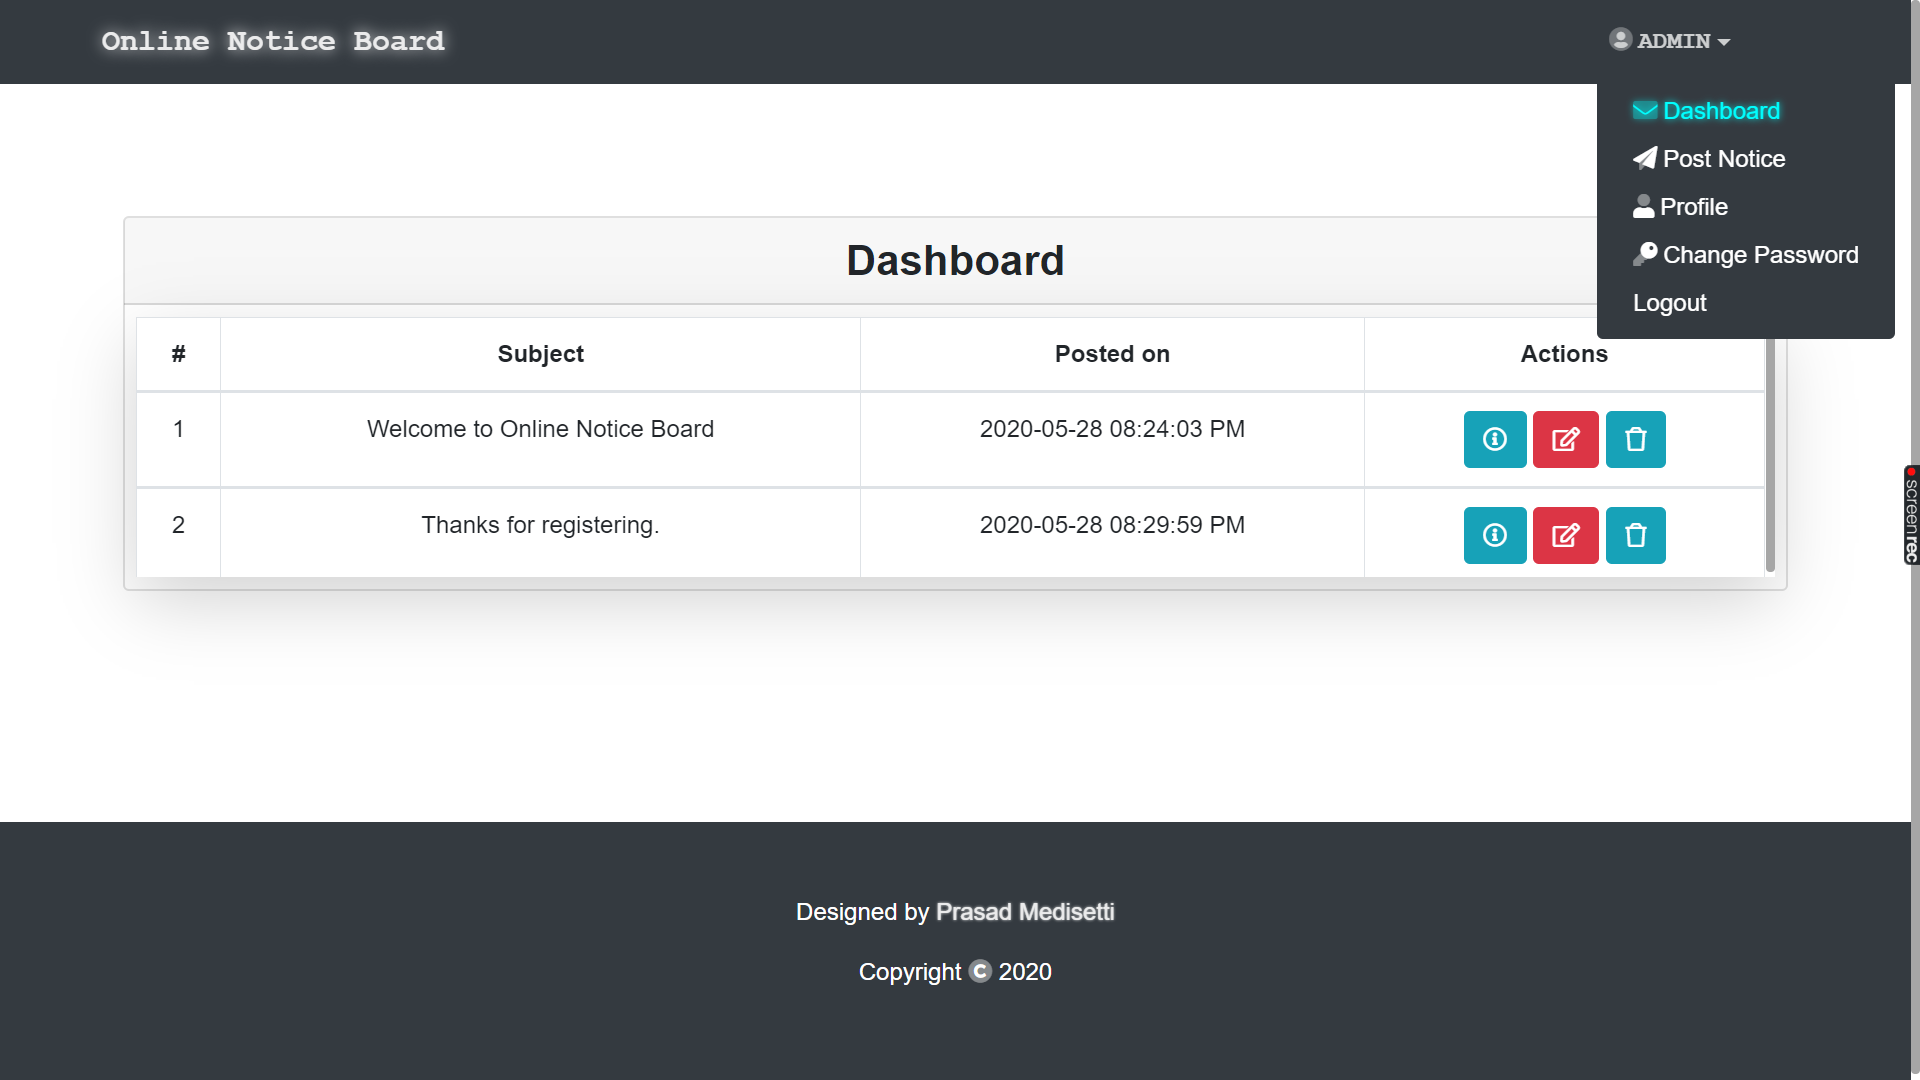 Online Notice Board
ADMIN
Dashboard
Post Notice
Profile
Change Password
Logout
Dashboard
# Subject Posted on Actions
1 Welcome to Online Notice Board 2020-05-28 08:24:03 PM
2 Thanks for registering. 2020-05-28 08:29:59 PM
screenrec
Designed by Prasad Medisetti
Copyright © 2020